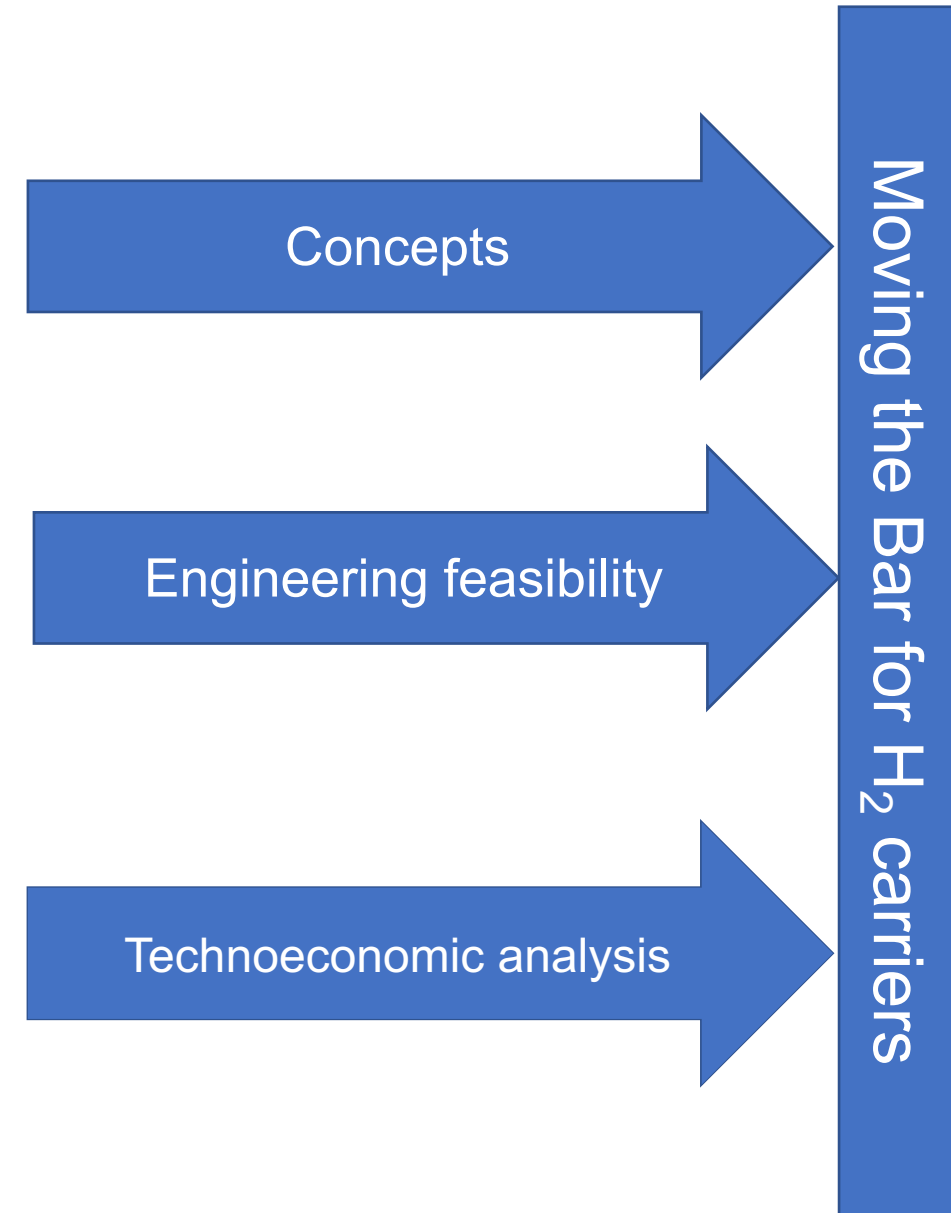 Concepts
Engineering feasibility
Technoeconomic analysis
Moving the Bar for H₂ carriers